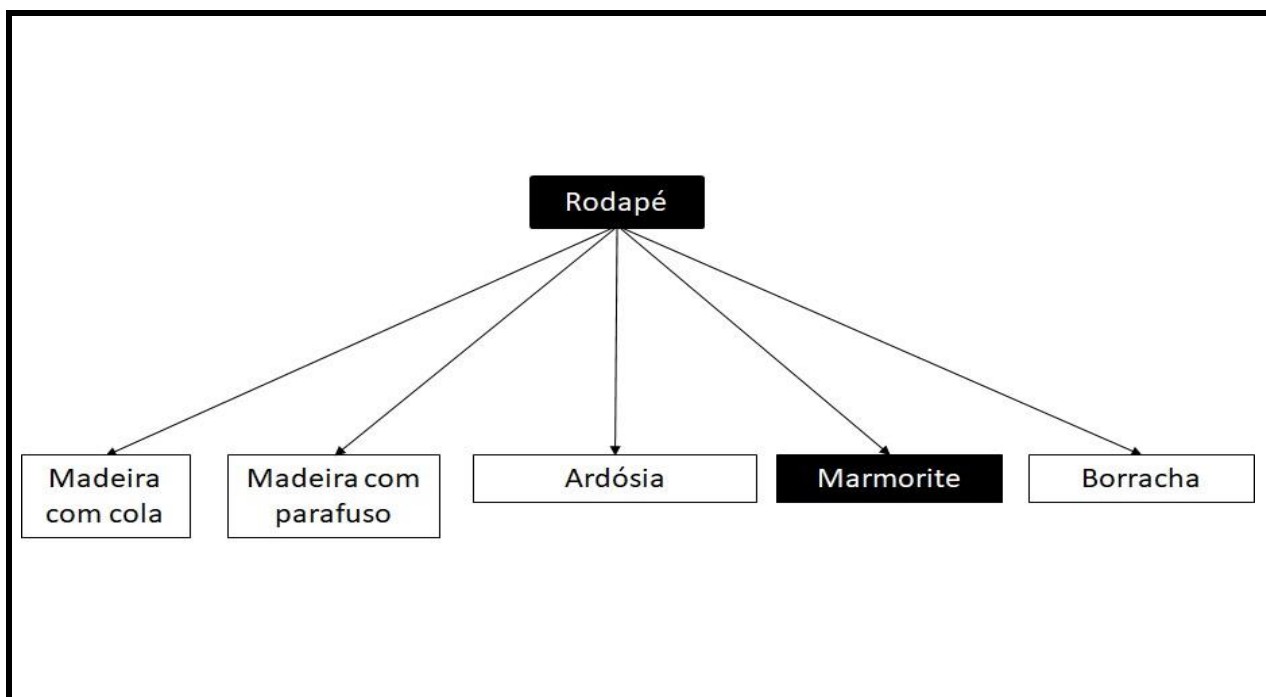 Rodapé
Madeira
com cola
Madeira com
parafuso
Ardósia
Marmorite
Borracha